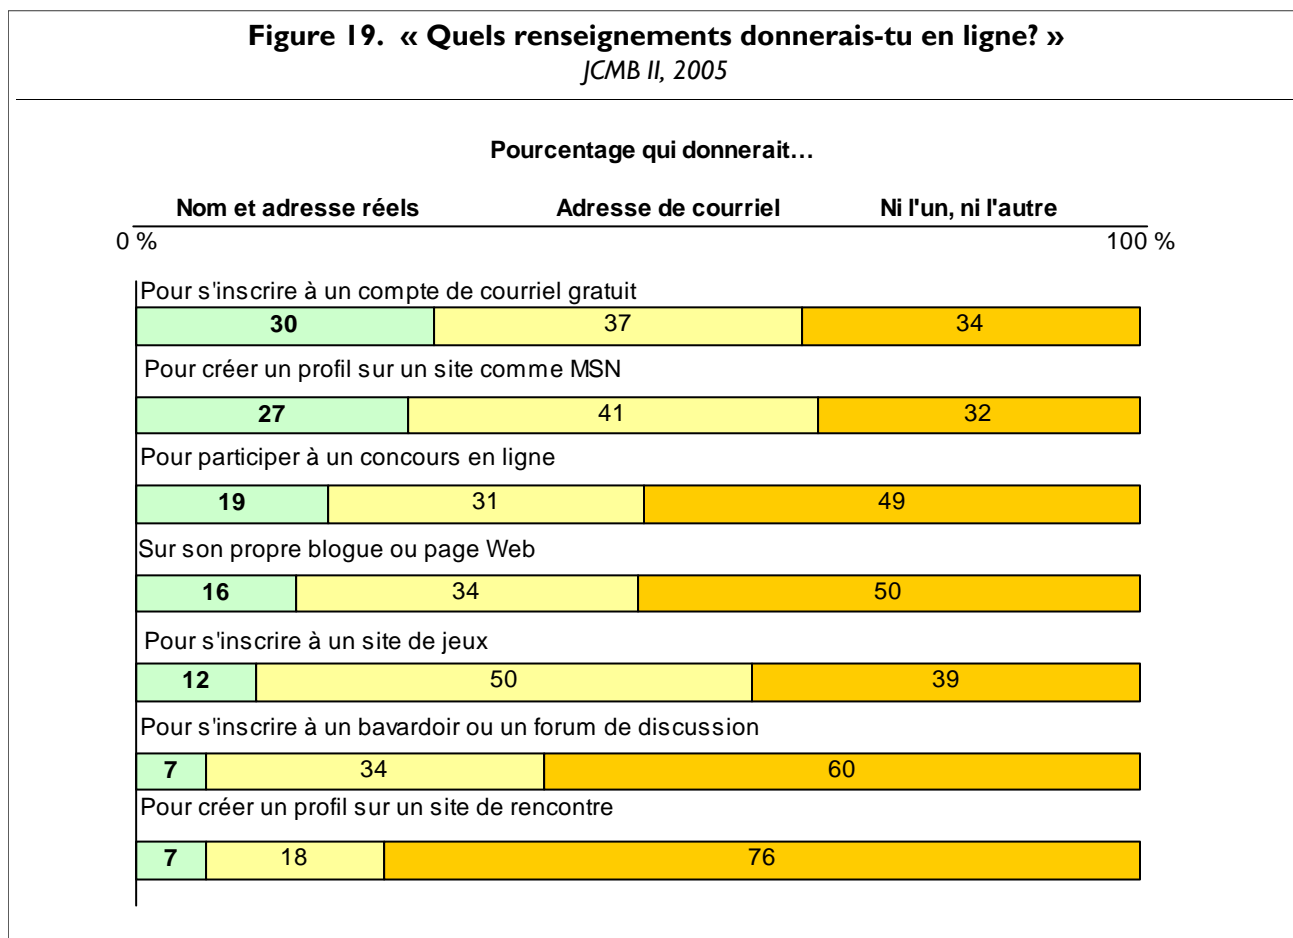 Figure 19. « Quels renseignements donnerais-tu en ligne? »
JCMB II, 2005
Pourcentage qui donnerait…
Nom et adresse réels Adresse de courriel Ni l'un, ni l'autre
0 % 100 %
Pour s'inscrire à un compte de courriel gratuit
30 37 34
Pour créer un profil sur un site comme MSN
27 41 32
Pour participer à un concours en ligne
19 31 49
Sur son propre blogue ou page Web
16 34 50
Pour s'inscrire à un site de jeux
12 50 39
Pour s'inscrire à un bavardoir ou un forum de discussion
7 34 60
Pour créer un profil sur un site de rencontre
7 18 76